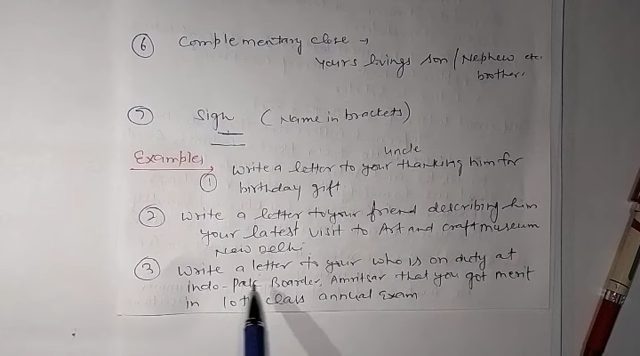 ⑥ Complementary close →
Yours livings son / Nephew etc.
brother.
⑦ Sign (Name in brackets)
Examples
uncle
① Write a letter to your thanking him for
birthday gift
② Write a letter to your friend describing him
your latest visit to Art and craft museum
New Delhi.
③ Write a letter to your who is on duty at
Indo-Pak Boarder, Amritsar that you got merit
in 10th class annual Exam